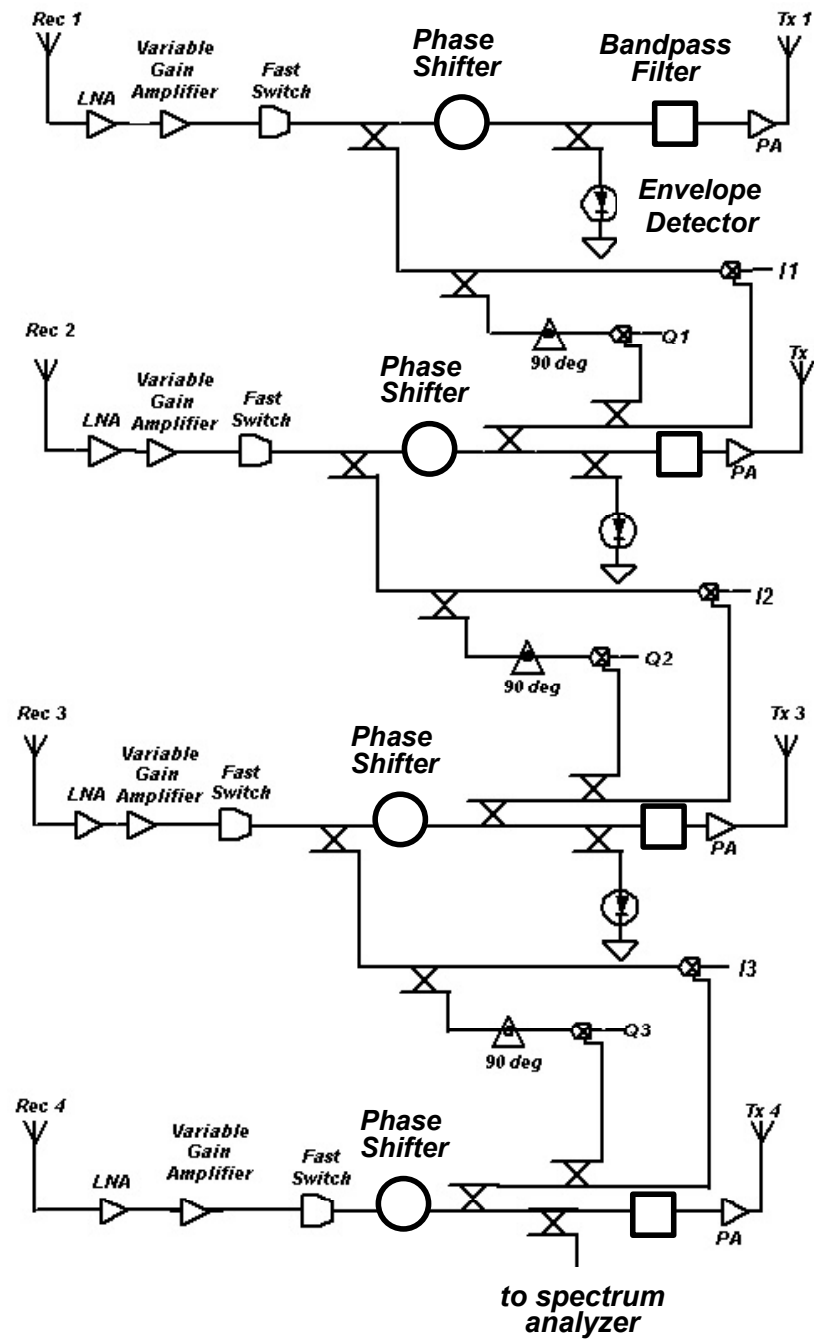 Rec 1
LNA
Variable
Gain
Amplifier
Fast
Switch
Phase
Shifter
Bandpass
Filter
Tx 1
PA
Envelope
Detector
I1
Q1
90 deg
Rec 2
LNA
Variable
Gain
Amplifier
Fast
Switch
Phase
Shifter
Tx
PA
I2
Q2
90 deg
Rec 3
LNA
Variable
Gain
Amplifier
Fast
Switch
Phase
Shifter
Tx 3
PA
I3
Q3
90 deg
Rec 4
LNA
Variable
Gain
Amplifier
Fast
Switch
Phase
Shifter
Tx 4
PA
to spectrum
analyzer